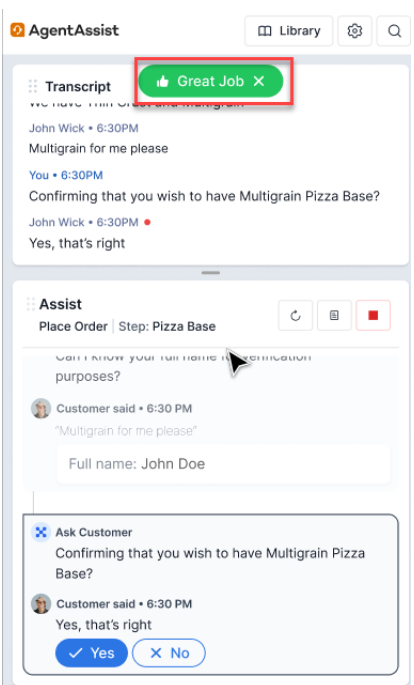 AgentAssist
Library
Great Job
Transcript
We have Thin Crust and Multigrain
John Wick • 6:30PM
Multigrain for me please
You • 6:30PM
Confirming that you wish to have Multigrain Pizza Base?
John Wick • 6:30PM
Yes, that's right
Assist
Place Order | Step: Pizza Base
Can I know your full name for verification
purposes?
Customer said • 6:30 PM
"Multigrain for me please"
Full name: John Doe
Ask Customer
Confirming that you wish to have Multigrain Pizza
Base?
Customer said • 6:30 PM
Yes, that's right
Yes
No